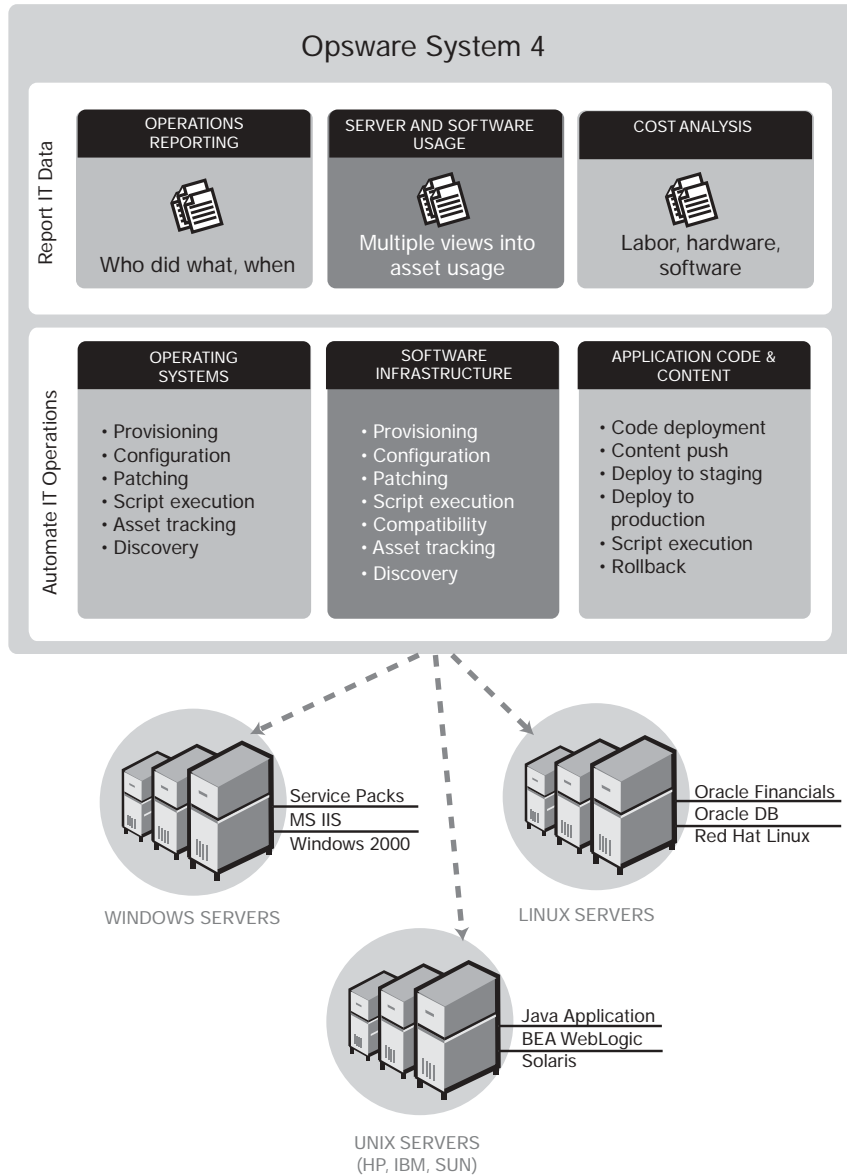 Opsware System 4
Report IT Data
OPERATIONS
REPORTING
Who did what, when
SERVER AND SOFTWARE
USAGE
Multiple views into
asset usage
COST ANALYSIS
Labor, hardware,
software
Automate IT Operations
OPERATING
SYSTEMS
• Provisioning
• Configuration
• Patching
• Script execution
• Asset tracking
• Discovery
SOFTWARE
INFRASTRUCTURE
• Provisioning
• Configuration
• Patching
• Script execution
• Compatibility
• Asset tracking
• Discovery
APPLICATION CODE &
CONTENT
• Code deployment
• Content push
• Deploy to staging
• Deploy to
production
• Script execution
• Rollback
Service Packs
MS IIS
Windows 2000
WINDOWS SERVERS
Oracle Financials
Oracle DB
Red Hat Linux
LINUX SERVERS
Java Application
BEA WebLogic
Solaris
UNIX SERVERS
(HP, IBM, SUN)